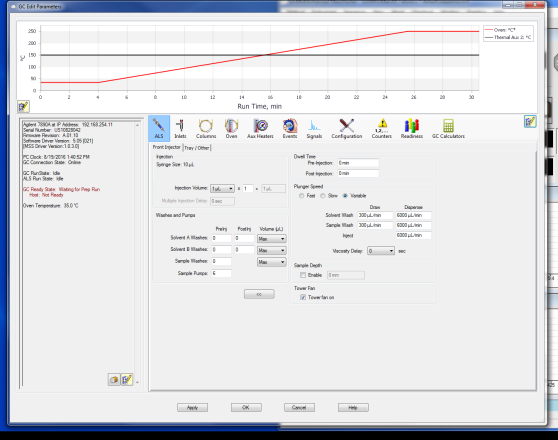 GC Edit Parameters
250
200
150
100
50
0
°C
0 2 4 6 8 10 12 14 16 18 20 22 24 26 28 30
Run Time, min
Oven: °C*
Thermal Aux 2: °C
Agilent 7890A at IP Address: 192.168.254.11
Serial Number: US10828042
Firmware Revision: A.01.10
Software Driver Version: 5.05 [021]
(MSS Driver Version:1.0.3.0)
PC Clock: 8/19/2016 1:40:52 PM
GC Connection State: Online
GC RunState: Idle
ALS Run State: Idle
GC Ready State: Waiting for Prep Run
Host: Not Ready
Oven Temperature: 35.0 °C
ALS Inlets Columns Oven Aux Heaters Events Signals Configuration Counters Readiness GC Calculators
1,2,...
Front Injector Tray / Other
Injection
Syringe Size: 10 µL
Injection Volume: 1 µL X 1 = 1 µL
Multiple Injection Delay: 0 sec
Washes and Pumps
PreInj PostInj Volume (µL)
Solvent A Washes: 0 0 Max
Solvent B Washes: 0 0 Max
Sample Washes: 0 Max
Sample Pumps: 6
<<
Dwell Time
Pre-Injection: 0 min
Post-Injection: 0 min
Plunger Speed
Fast Slow Variable
Draw Dispense
Solvent Wash 300 µL/min 6000 µL/min
Sample Wash 300 µL/min 6000 µL/min
Inject 6000 µL/min
Viscosity Delay: 0 sec
Sample Depth
Enable: 0 mm
Tower Fan
Tower fan on
Apply OK Cancel Help